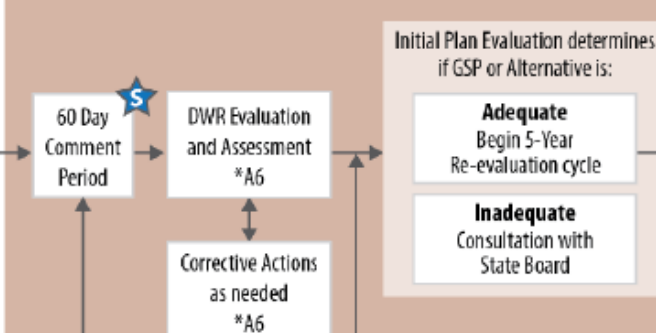 Initial Plan Evaluation determines
if GSP or Alternative is:
S
60 Day
Comment
Period
DWR Evaluation
and Assessment
*A6
Adequate
Begin 5-Year
Re-evaluation cycle
Inadequate
Consultation with
State Board
Corrective Actions
as needed
*A6